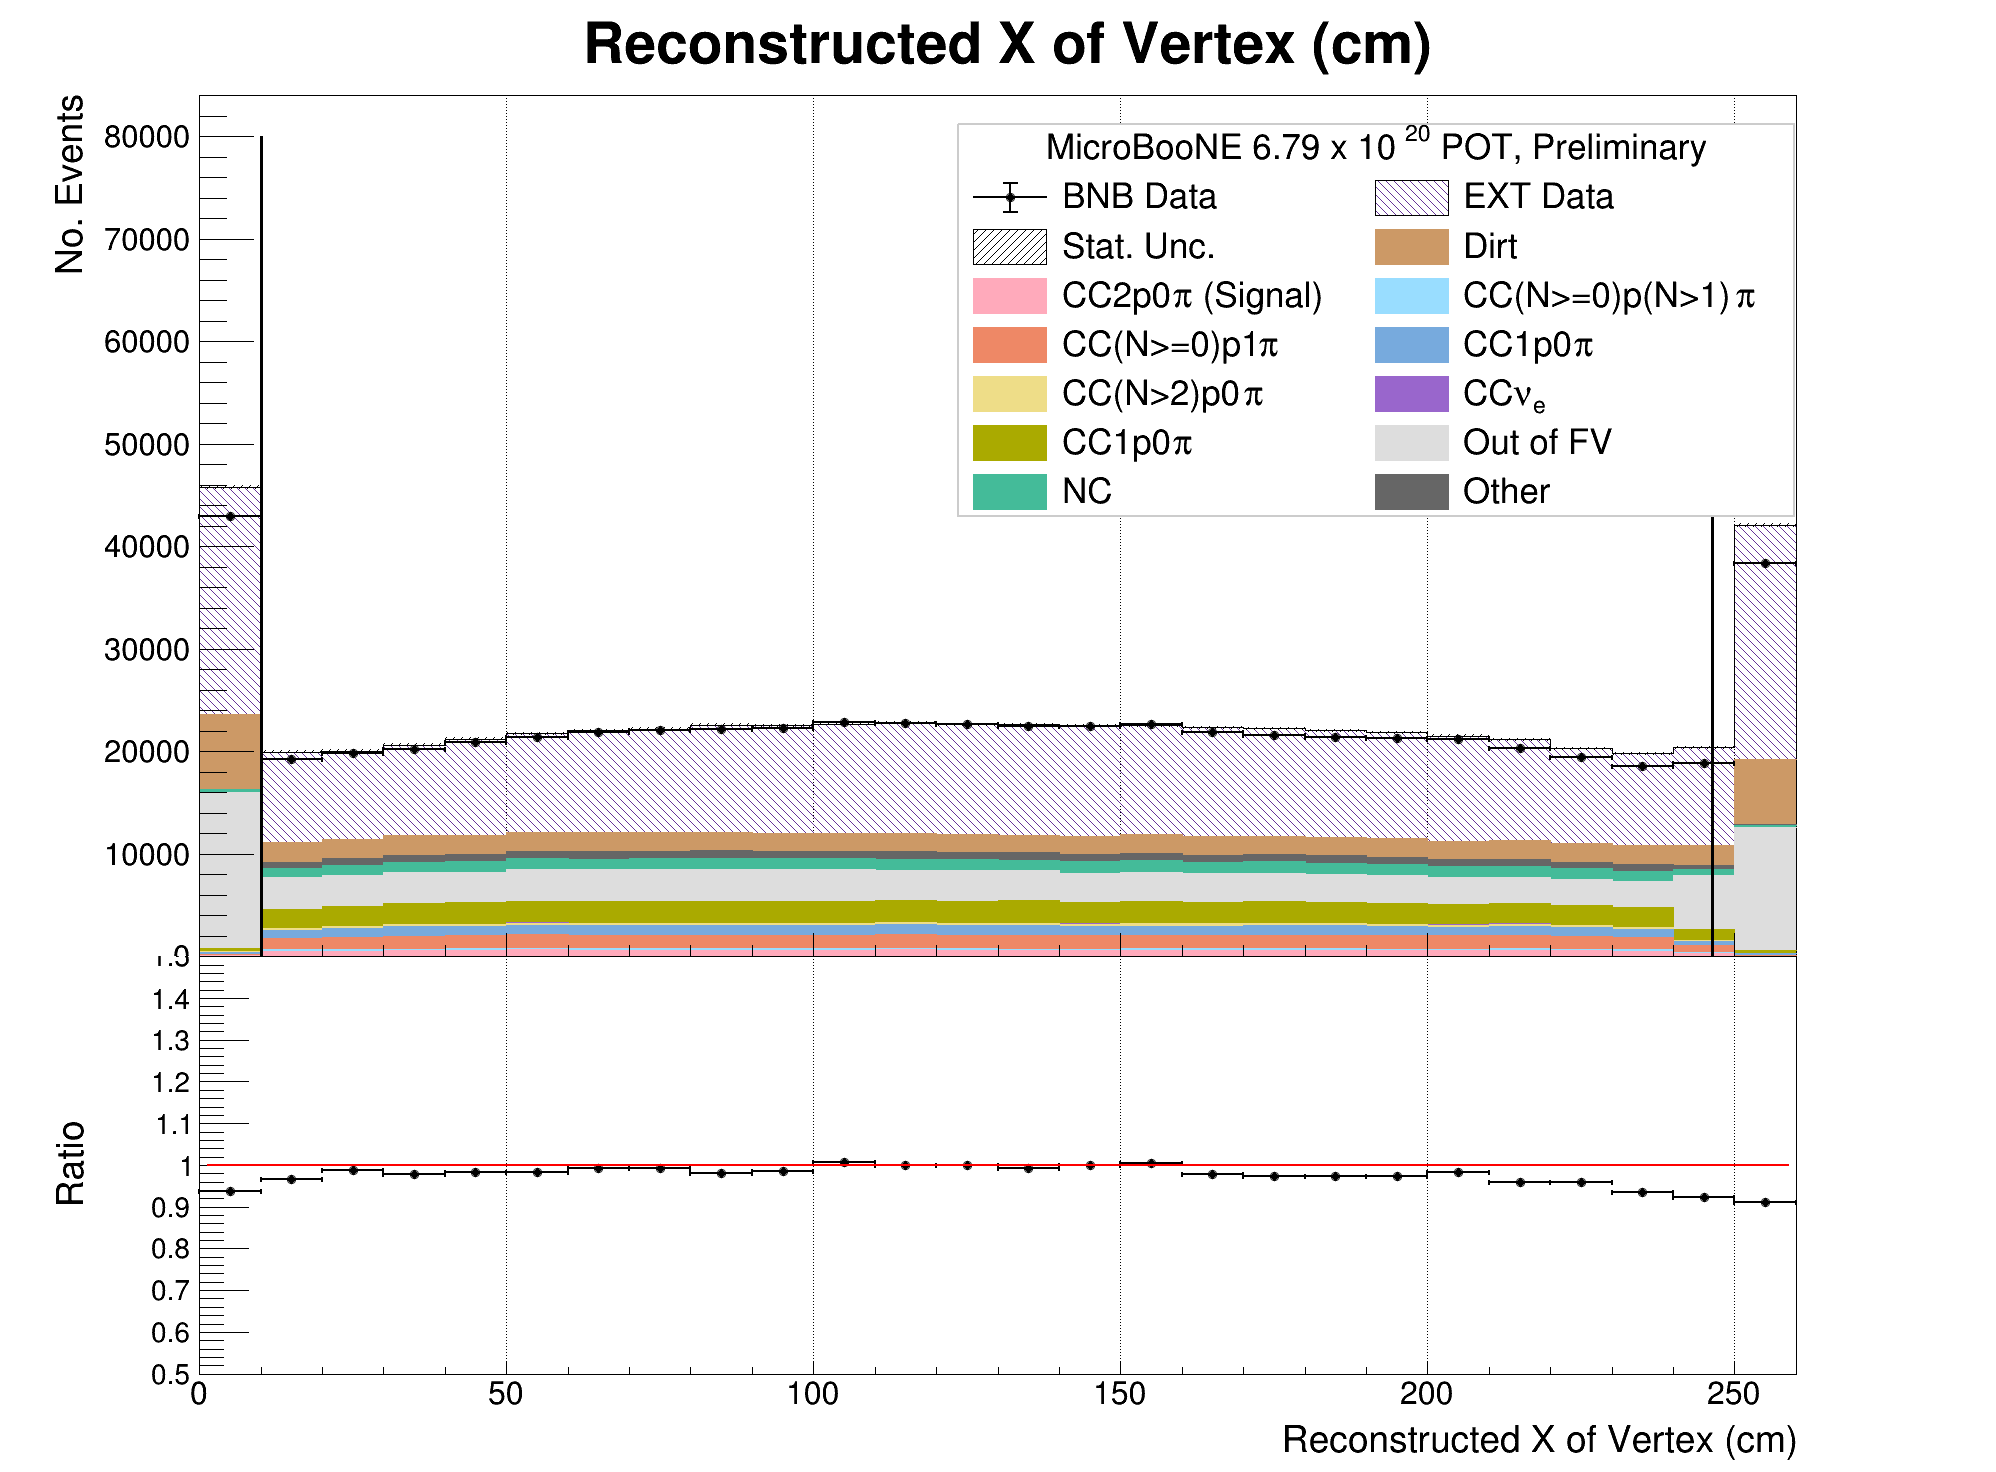 Reconstructed X of Vertex (cm)
No. Events
80000
70000
60000
50000
40000
30000
20000
10000
0
MicroBooNE 6.79 x 10 20 POT, Preliminary
BNB Data
EXT Data
Stat. Unc.
Dirt
CC2p0π (Signal)
CC(N>=0)p(N>1)π
CC(N>=0)p1π
CC1p0π
CC(N>2)p0π
CCνe
CC1p0π
Out of FV
NC
Other
Ratio
1.5
1.4
1.3
1.2
1.1
1
0.9
0.8
0.7
0.6
0.5
0 50 100 150 200 250
Reconstructed X of Vertex (cm)